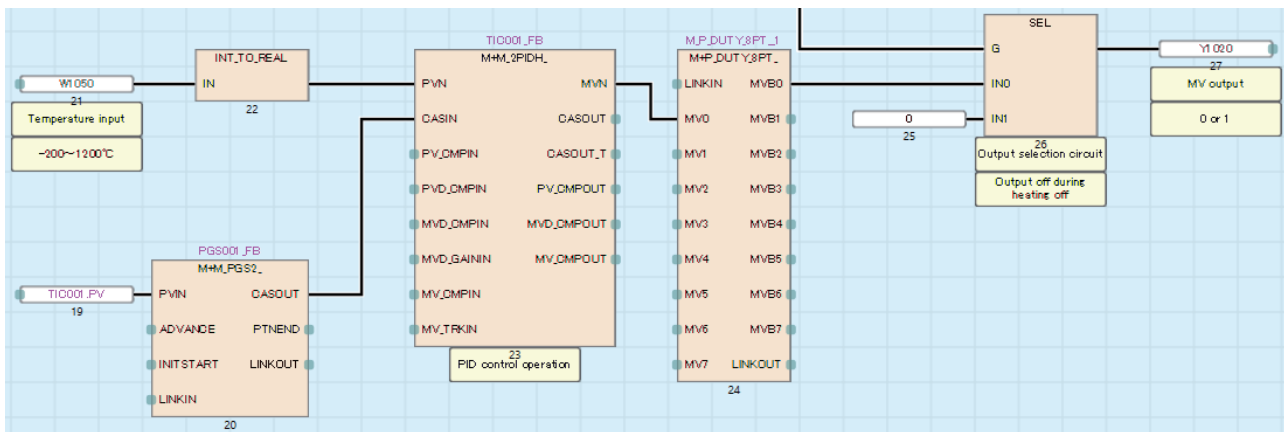 SEL
TIC001_FB
M_P_DUTY_8PT_1
INT_TO_REAL
M+M_2PIDH_
M+P_DUTY_8PT_
G
Y1020
27
W1050
21
IN
22
PVN
MVN
LINKIN
MVB0
IN0
MV output
0 or 1
Temperature input
-200～1200℃
CASIN
CASOUT
MV0
MVB1
0
25
IN1
26
Output selection circuit
Output off during
heating off
PV_CMPIN
CASOUT_T
MV1
MVB2
PVD_CMPIN
PV_CMPOUT
MV2
MVB3
MVD_CMPIN
MVD_CMPOUT
MV3
MVB4
MVD_GAININ
MV_CMPOUT
MV4
MVB5
MV_CMPIN
MV5
MVB6
MV_TRKIN
MV6
MVB7
23
PID control operation
MV7
LINKOUT
24
PGS001_FB
M+M_PGS2_
TIC001.PV
19
PVIN
CASOUT
ADVANCE
PTNEND
INITSTART
LINKOUT
LINKIN
20